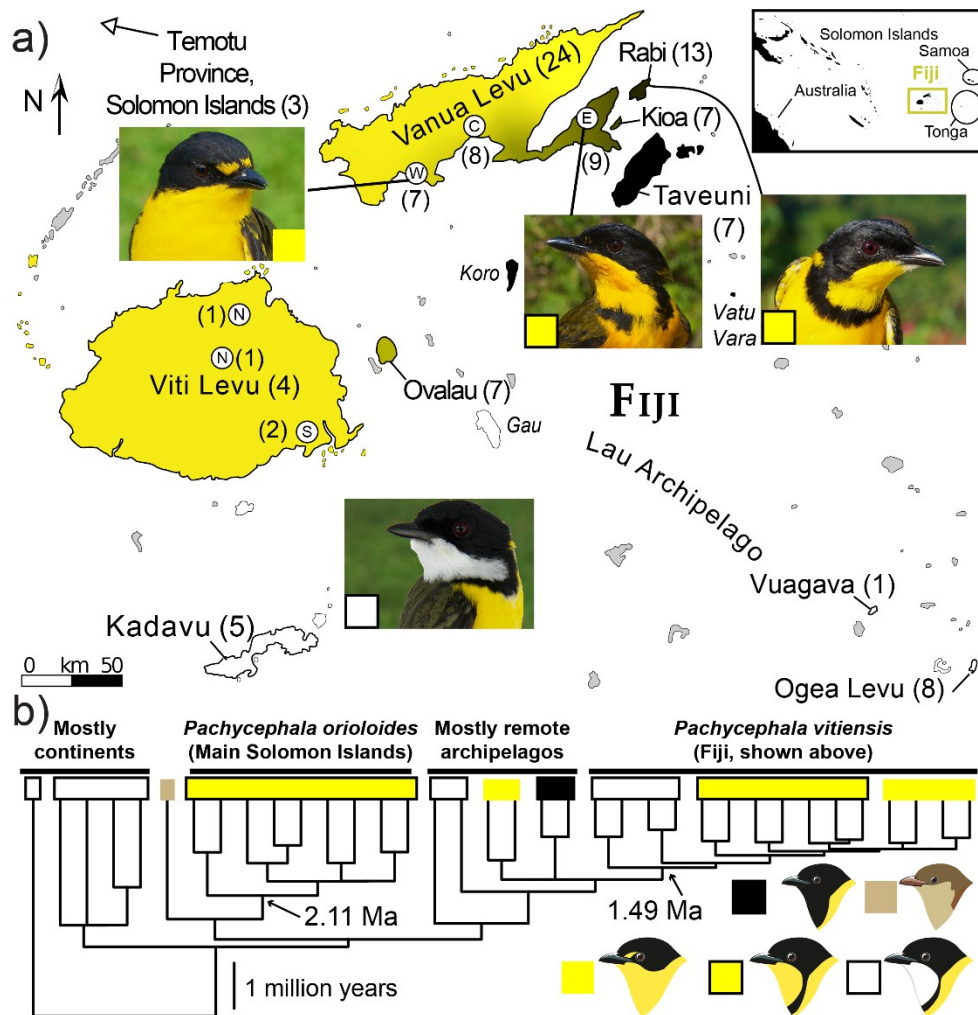 a)
Temotu
Province,
Solomon Islands (3)
N
Vanua Levu (24)
C
(8)
W
(7)
E
(9)
Rabi (13)
Kioa (7)
Taveuni
(7)
Solomon Islands
Samoa
Fiji
Australia
Tonga
Koro
Vatu
Vara
(1) N
N (1)
Viti Levu (4)
(2) S
Ovalau (7)
Gau
FIJI
Lau Archipelago
Vuagava (1)
Ogea Levu (8)
Kadavu (5)
0 km 50
b)
Mostly
continents
Pachycephala orioloides
(Main Solomon Islands)
Mostly remote
archipelagos
Pachycephala vitiensis
(Fiji, shown above)
2.11 Ma
1.49 Ma
1 million years